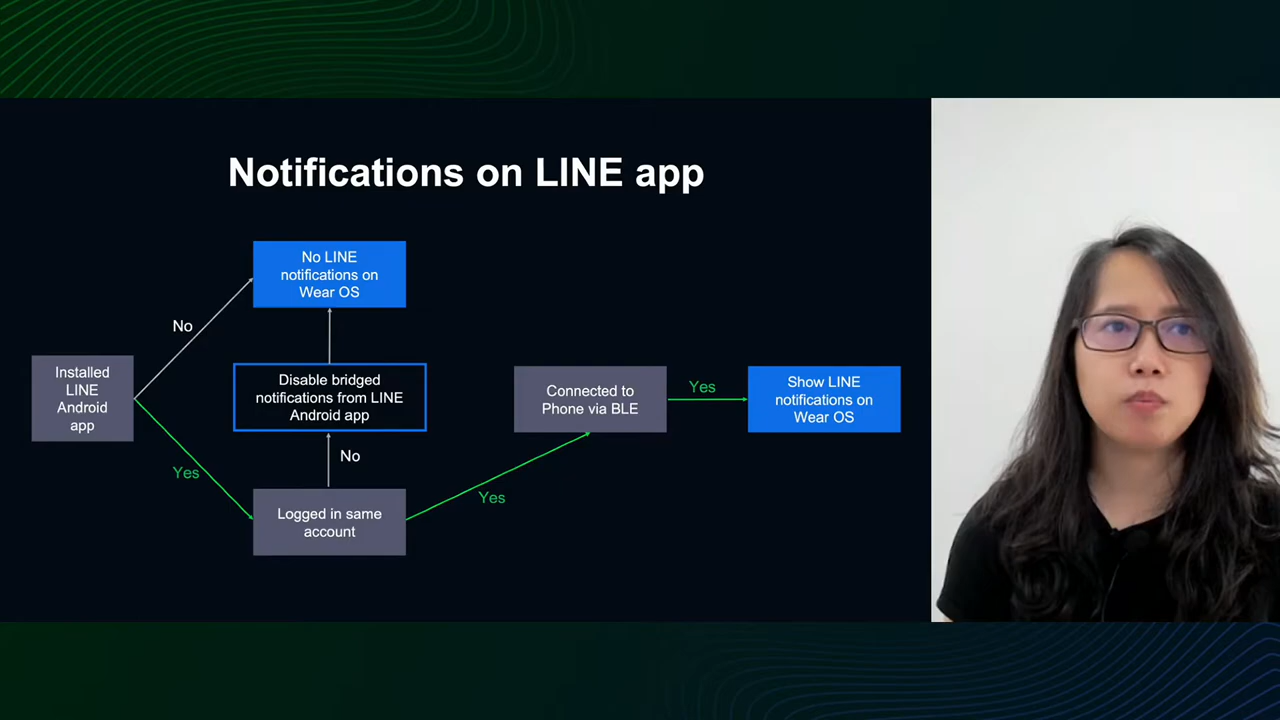 Notifications on LINE app
No LINE
notifications on
Wear OS
No
Installed
LINE
Android
app
Disable bridged
notifications from LINE
Android app
Connected to
Phone via BLE
Yes
Show LINE
notifications on
Wear OS
No
Yes
Logged in same
account
Yes